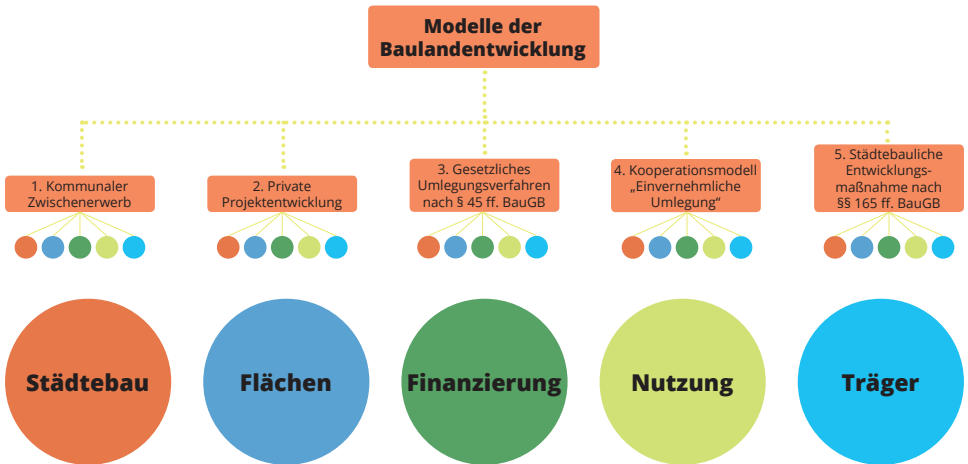 Modelle der
Baulandentwicklung
1. Kommunaler
Zwischenerwerb
2. Private
Projektentwicklung
3. Gesetzliches
Umlegungsverfahren
nach § 45 ff. BauGB
4. Kooperationsmodell
„Einvernehmliche
Umlegung“
5. Städtebauliche
Entwicklungs-
maßnahme nach
§§ 165 ff. BauGB
Städtebau
Flächen
Finanzierung
Nutzung
Träger